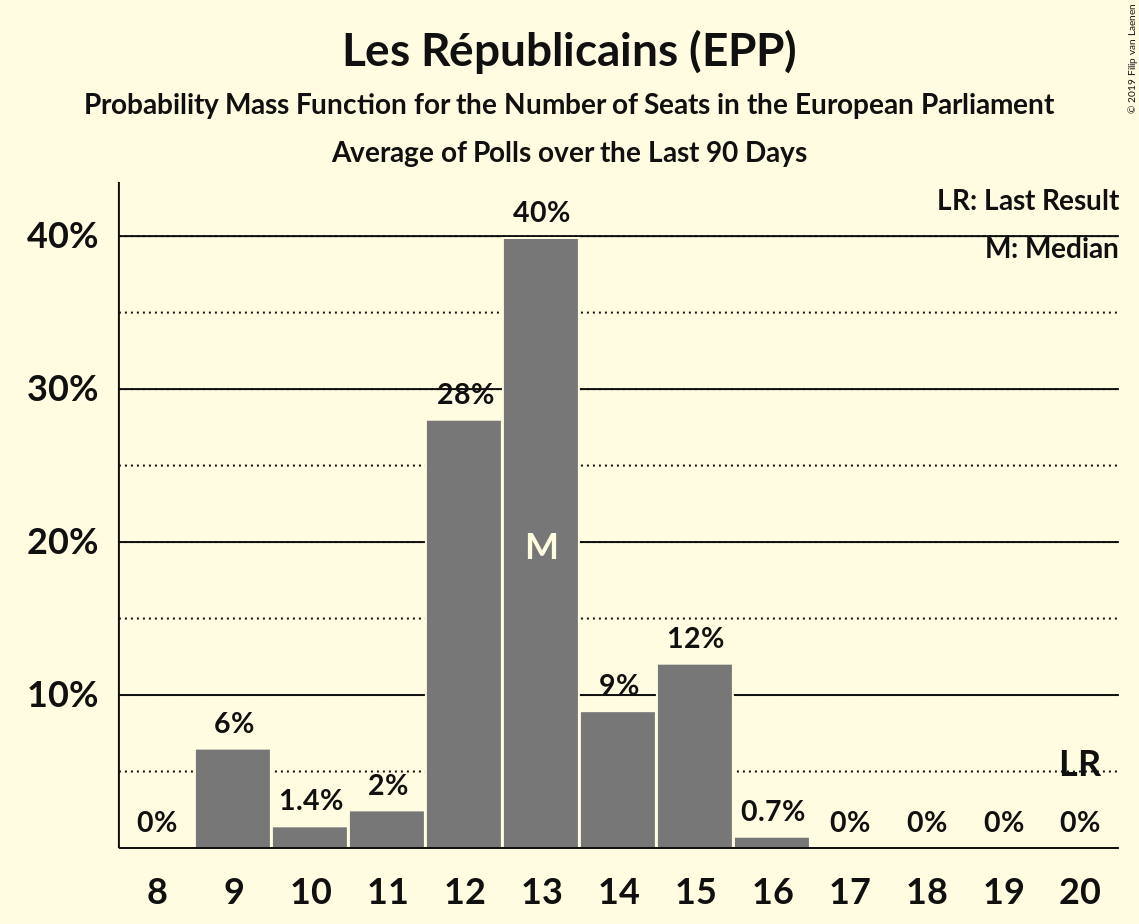 Les Républicains (EPP)
Probability Mass Function for the Number of Seats in the European Parliament
Average of Polls over the Last 90 Days
© 2019 Filip van Laenen
LR: Last Result
M: Median
40%
30%
20%
10%
0%
6%
1.4%
2%
28%
40%
M
9%
12%
0.7%
0%
0%
0%
LR
0%
8 9 10 11 12 13 14 15 16 17 18 19 20